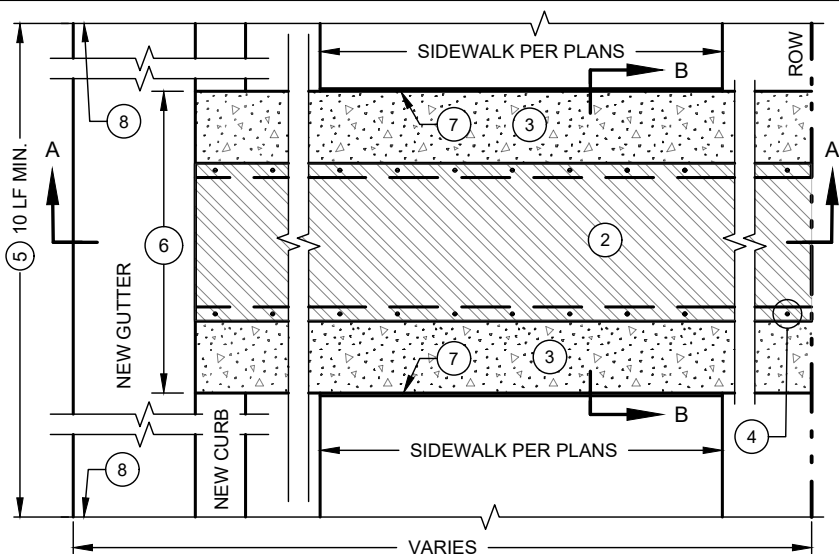 SIDEWALK PER PLANS
ROW
B
8
7
3
A
A
5 10 LF MIN.
6
2
NEW GUTTER
7
3
B
4
SIDEWALK PER PLANS
8
NEW CURB
VARIES